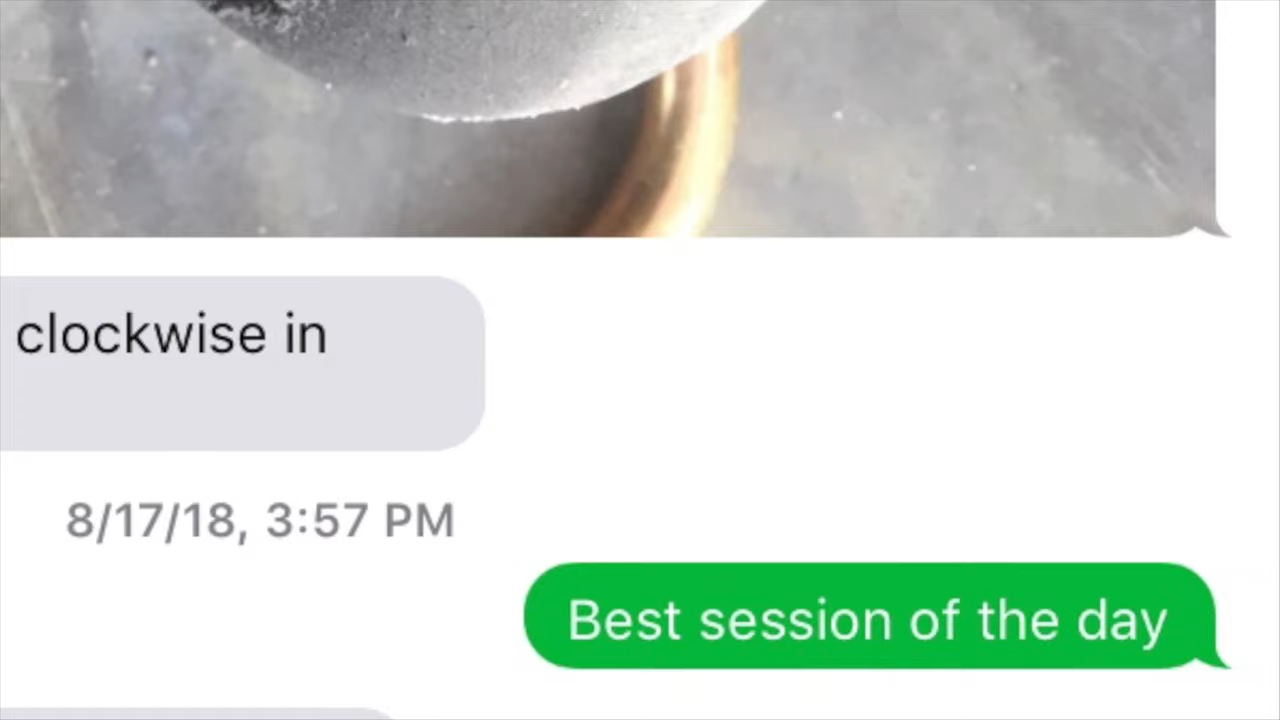 clockwise in
8/17/18, 3:57 PM
Best session of the day